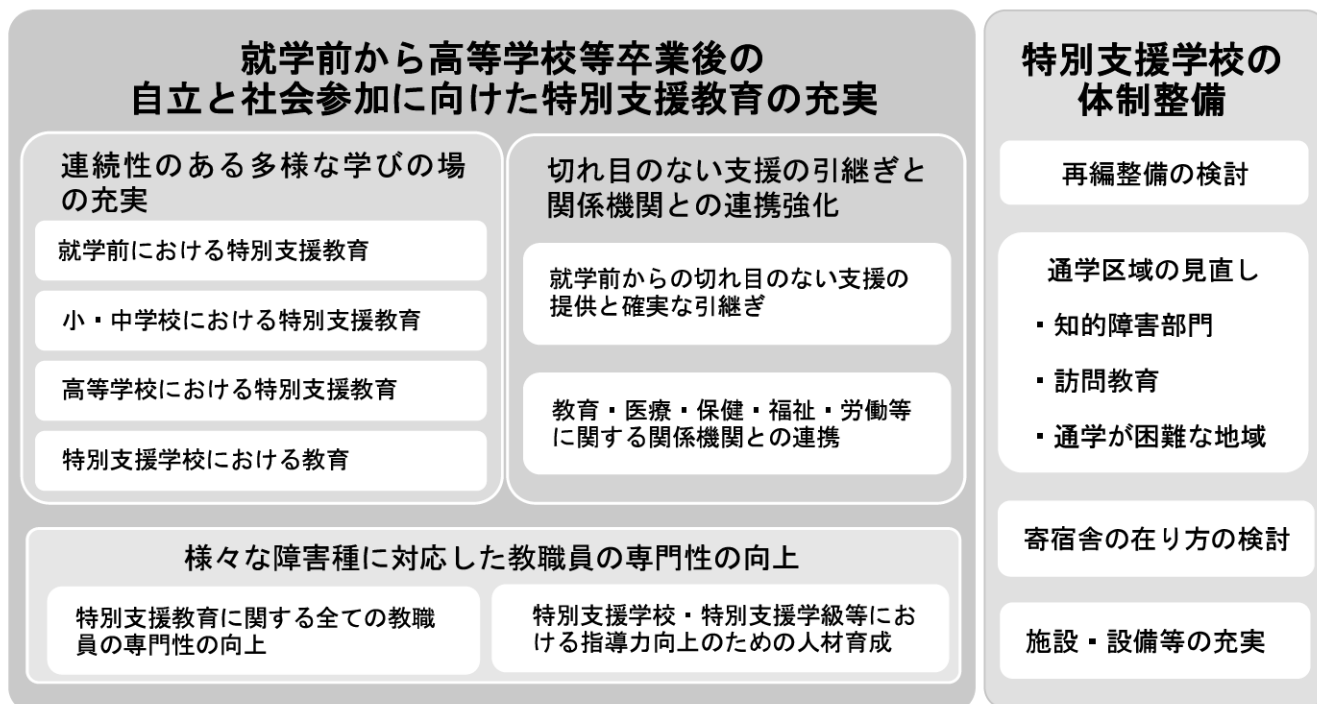 就学前から高等学校等卒業後の
自立と社会参加に向けた特別支援教育の充実
連続性のある多様な学びの場
の充実
就学前における特別支援教育
小・中学校における特別支援教育
高等学校における特別支援教育
特別支援学校における教育
切れ目のない支援の引継ぎと
関係機関との連携強化
就学前からの切れ目のない支援の
提供と確実な引継ぎ
教育・医療・保健・福祉・労働等
に関する関係機関との連携
様々な障害種に対応した教職員の専門性の向上
特別支援教育に関する全ての教職
員の専門性の向上
特別支援学校・特別支援学級等にお
ける指導力向上のための人材育成
特別支援学校の
体制整備
再編整備の検討
通学区域の見直し
・知的障害部門
・訪問教育
・通学が困難な地域
寄宿舎の在り方の検討
施設・設備等の充実